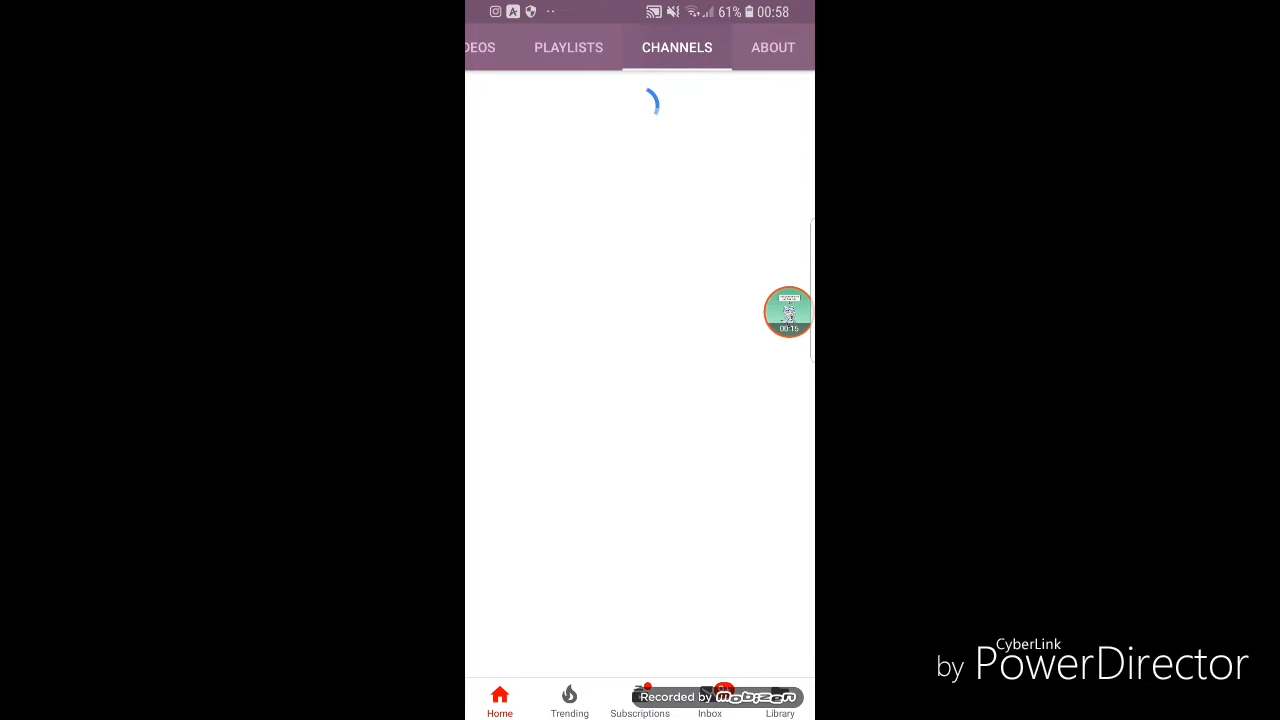 61% 00:58
DEOS PLAYLISTS CHANNELS ABOUT
00:15
CyberLink
by PowerDirector
Recorded by mobizen
Home Trending Subscriptions Inbox Library